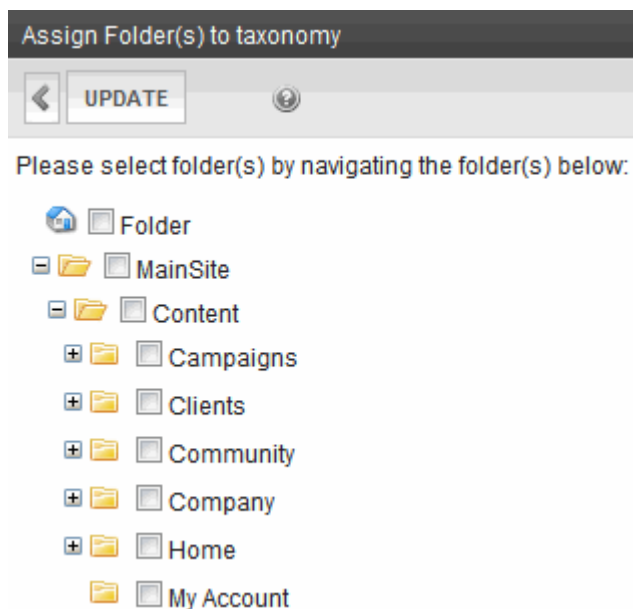 Assign Folder(s) to taxonomy
UPDATE
Please select folder(s) by navigating the folder(s) below:
Folder
MainSite
Content
Campaigns
Clients
Community
Company
Home
My Account